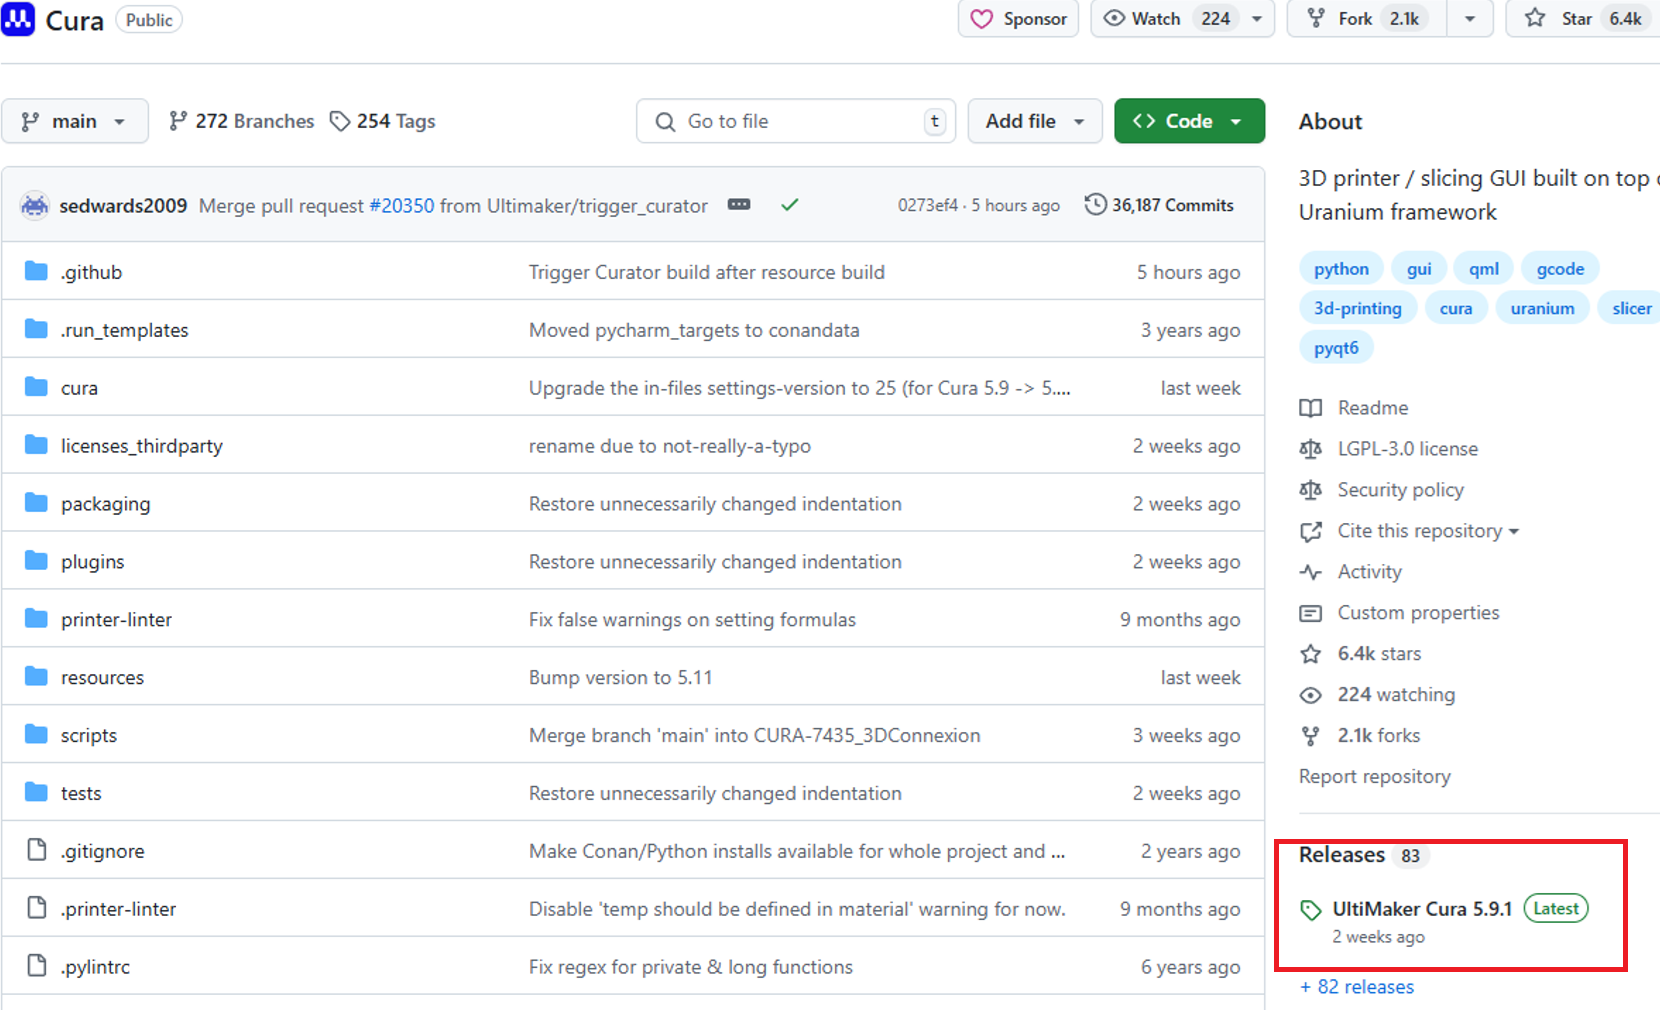 Cura Public Sponsor Watch 224 Fork 2.1k Star 6.4k
main 272 Branches 254 Tags Go to file t Add file Code
sedwards2009 Merge pull request #20350 from Ultimaker/trigger_curator 0273ef4 · 5 hours ago 36,187 Commits
.github Trigger Curator build after resource build 5 hours ago
.run_templates Moved pycharm_targets to conandata 3 years ago
cura Upgrade the in-files settings-version to 25 (for Cura 5.9 -> 5.... last week
licenses_thirdparty rename due to not-really-a-typo 2 weeks ago
packaging Restore unnecessarily changed indentation 2 weeks ago
plugins Restore unnecessarily changed indentation 2 weeks ago
printer-linter Fix false warnings on setting formulas 9 months ago
resources Bump version to 5.11 last week
scripts Merge branch 'main' into CURA-7435_3DConnexion 3 weeks ago
tests Restore unnecessarily changed indentation 2 weeks ago
.gitignore Make Conan/Python installs available for whole project and ... 2 years ago
.printer-linter Disable 'temp should be defined in material' warning for now. 9 months ago
.pylintrc Fix regex for private & long functions 6 years ago
About
3D printer / slicing GUI built on top
Uranium framework
python gui qml gcode
3d-printing cura uranium slicer
pyqt6
Readme
LGPL-3.0 license
Security policy
Cite this repository
Activity
Custom properties
6.4k stars
224 watching
2.1k forks
Report repository
Releases 83
UltiMaker Cura 5.9.1 Latest
2 weeks ago
+ 82 releases